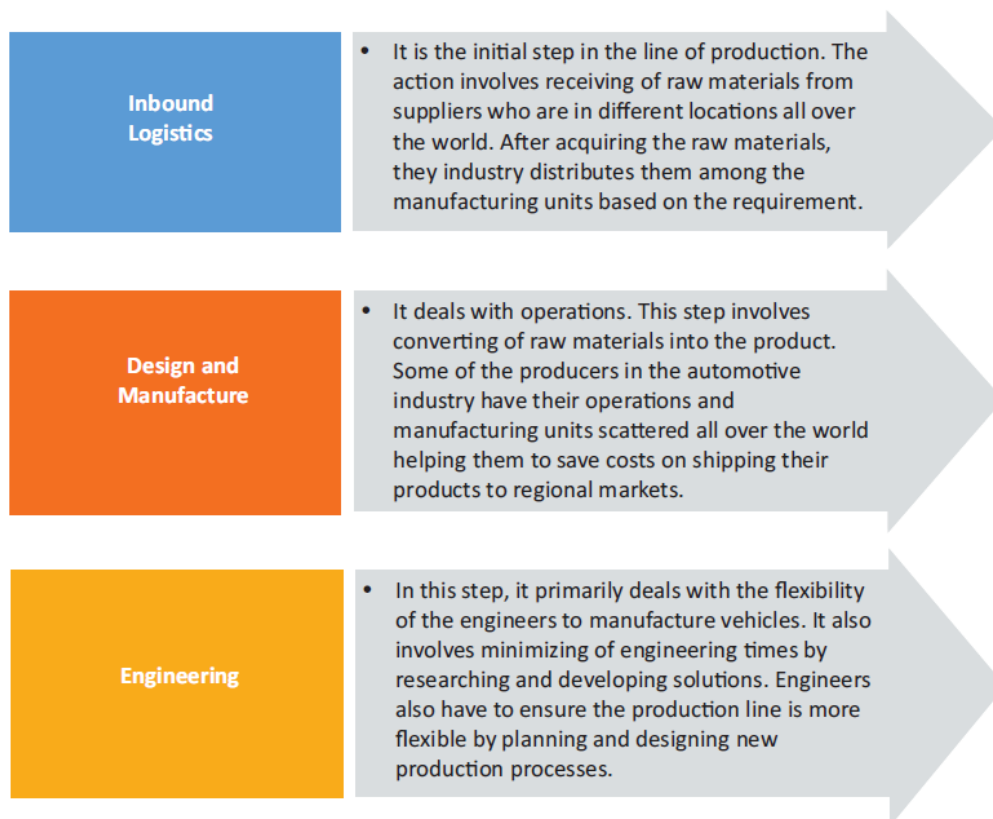 Inbound
Logistics
• It is the initial step in the line of production. The
action involves receiving of raw materials from
suppliers who are in different locations all over
the world. After acquiring the raw materials,
they industry distributes them among the
manufacturing units based on the requirement.
Design and
Manufacture
• It deals with operations. This step involves
converting of raw materials into the product.
Some of the producers in the automotive
industry have their operations and
manufacturing units scattered all over the world
helping them to save costs on shipping their
products to regional markets.
Engineering
• In this step, it primarily deals with the flexibility
of the engineers to manufacture vehicles. It also
involves minimizing of engineering times by
researching and developing solutions. Engineers
also have to ensure the production line is more
flexible by planning and designing new
production processes.